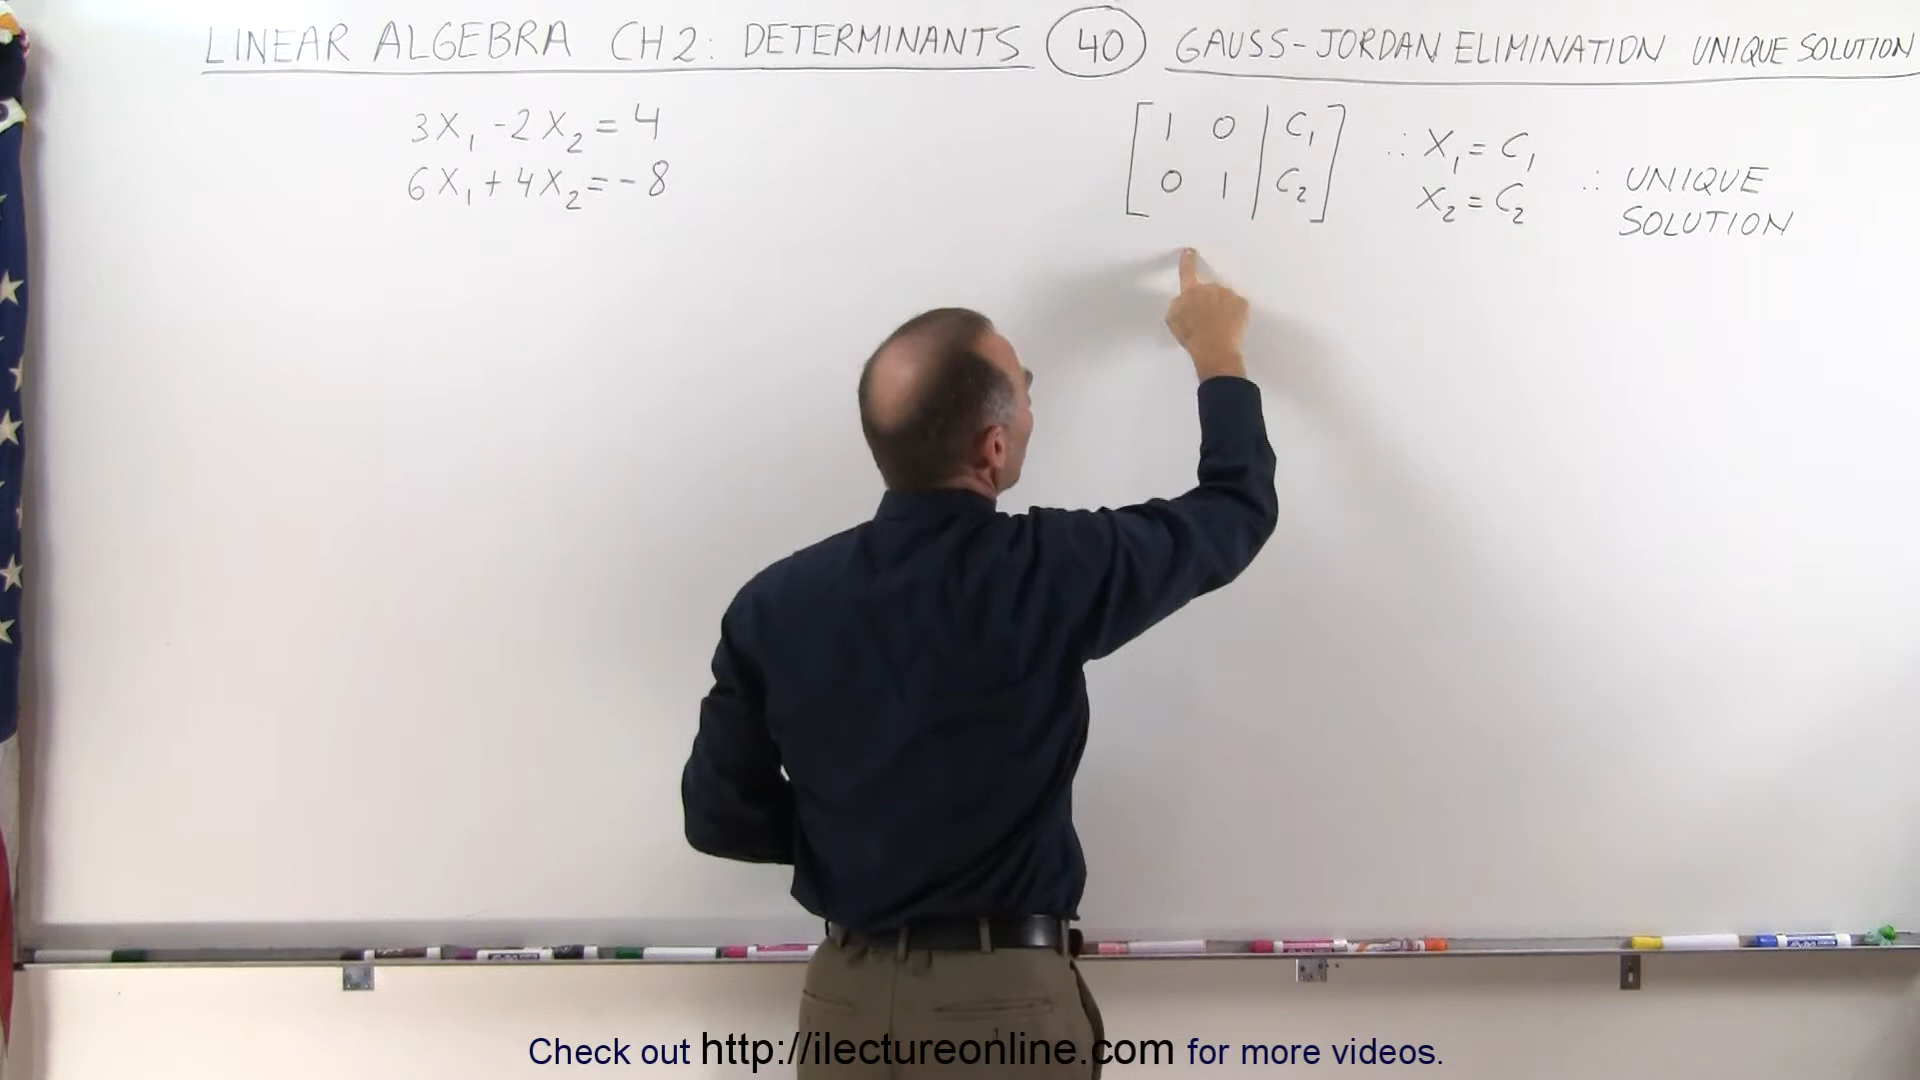 LINEAR ALGEBRA CH2: DETERMINANTS 40 GAUSS-JORDAN ELIMINATION UNIQUE SOLUTION
3X₁ - 2X₂ = 4
6X₁ + 4X₂ = -8
[1 0 | C₁]
[0 1 | C₂]
∴ X₁ = C₁
X₂ = C₂
∴ UNIQUE
SOLUTION
Check out http://ilectureonline.com for more videos.